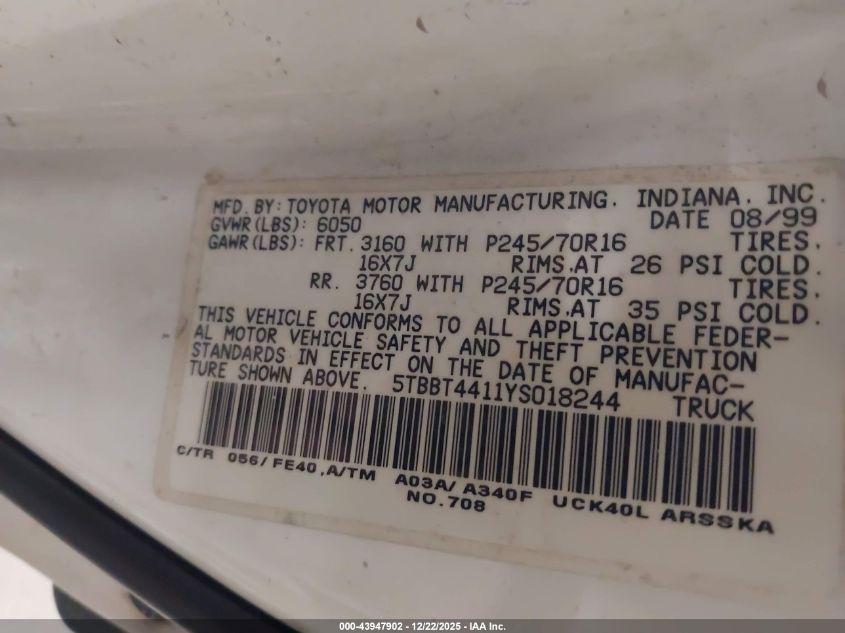 MFD. BY: TOYOTA MOTOR MANUFACTURING, INDIANA, INC.
GVWR(LBS): 6050 DATE 08/99
GAWR(LBS): FRT. 3160 WITH P245/70R16 TIRES,
16X7J RIMS,AT 26 PSI COLD.
RR. 3760 WITH P245/70R16 TIRES,
16X7J RIMS,AT 35 PSI COLD.
THIS VEHICLE CONFORMS TO ALL APPLICABLE FEDER-
AL MOTOR VEHICLE SAFETY AND THEFT PREVENTION
STANDARDS IN EFFECT ON THE DATE OF MANUFAC-
TURE SHOWN ABOVE. 5TBBT4411YS018244 TRUCK
C/TR 056/FE40,A/TM A03A/A340F UCK40L ARSSKA
NO.708
000-43947902 - 12/22/2025 - IAA Inc.